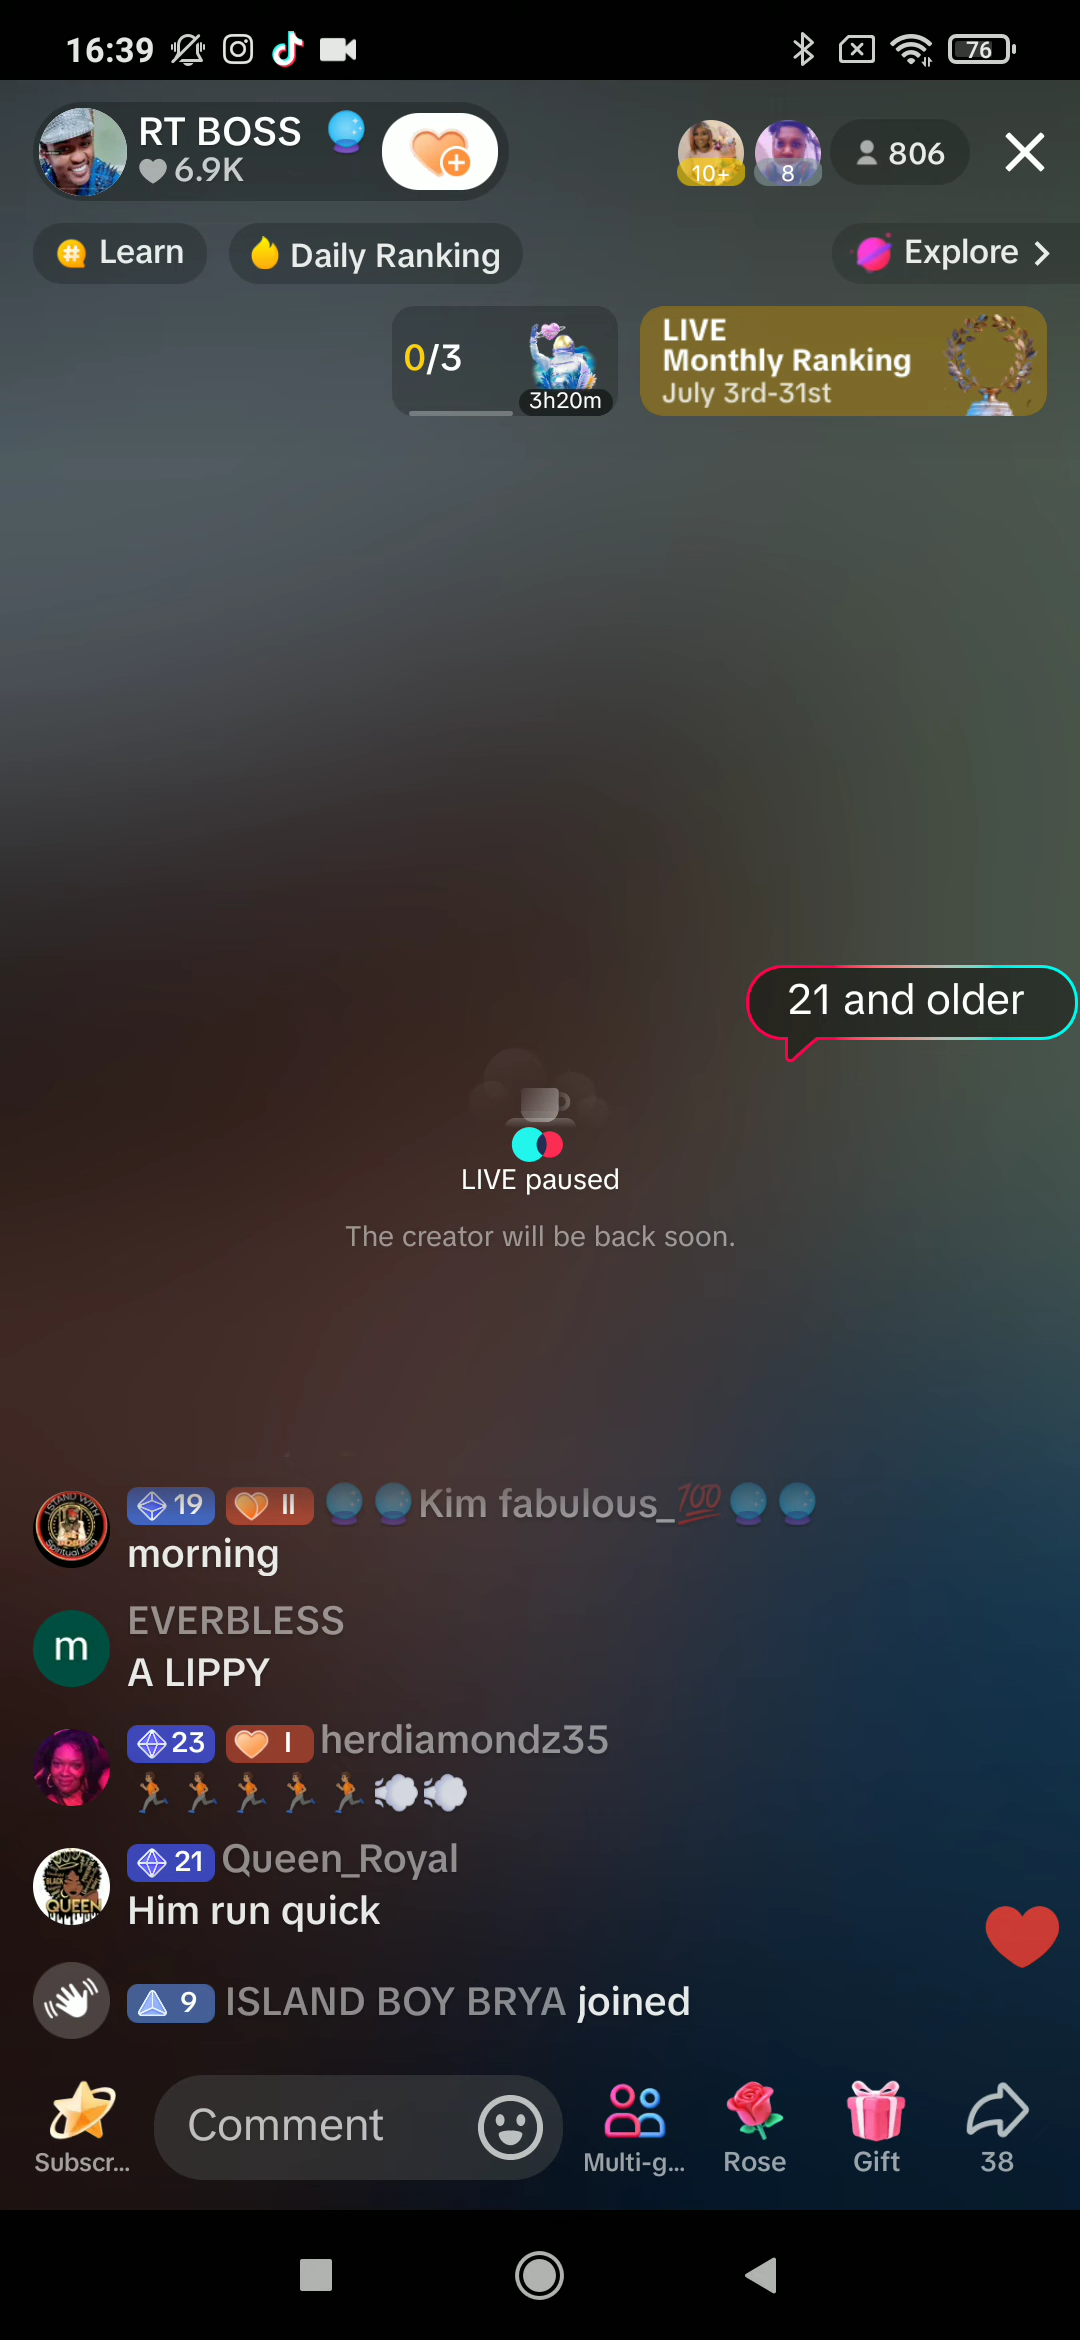 16:39
76
RT BOSS
6.9K
10+
8
806
Learn
Daily Ranking
Explore
0/3
3h20m
LIVE
Monthly Ranking
July 3rd-31st
21 and older
LIVE paused
The creator will be back soon.
19 II Kim fabulous_💯
morning
m
EVERBLESS
A LIPPY
23 I herdiamondz35
21 Queen_Royal
Him run quick
QUEEN
9 ISLAND BOY BRYA joined
Subscr...
Comment
Multi-g...
Rose
Gift
38